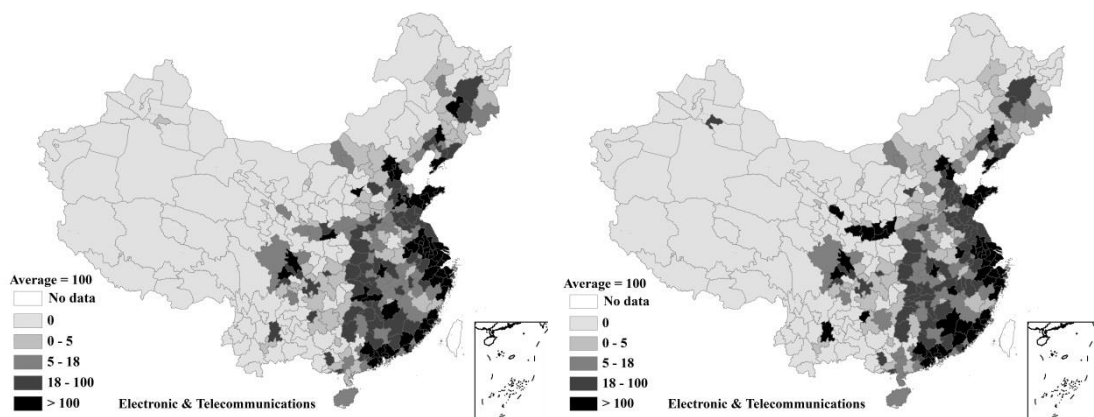 Average = 100
No data
0
0 - 5
5 - 18
18 - 100
> 100
Electronic & Telecommunications
Average = 100
No data
0
0 - 5
5 - 18
18 - 100
> 100
Electronic & Telecommunications